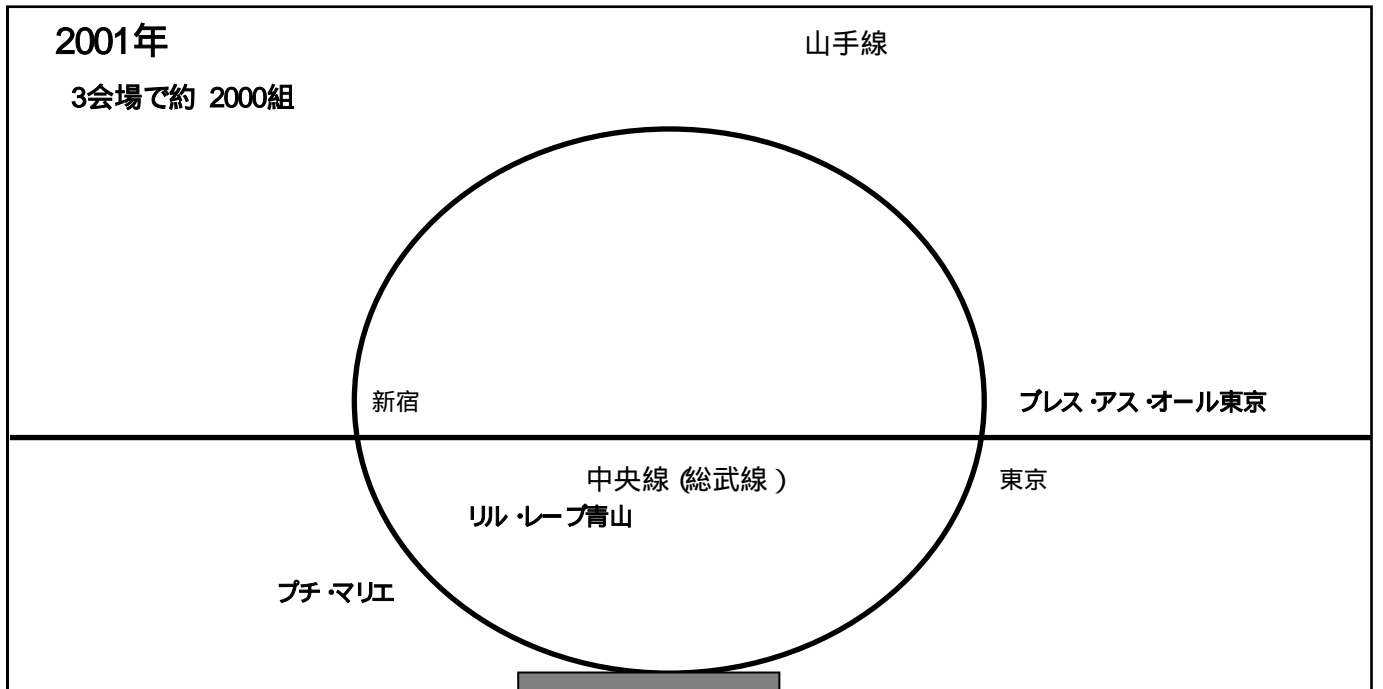 2001年
山手線
3会場で約 2000組
新宿
ブレス・アス・オール東京
中央線(総武線)
東京
リル・レーブ青山
プチ・マリエ